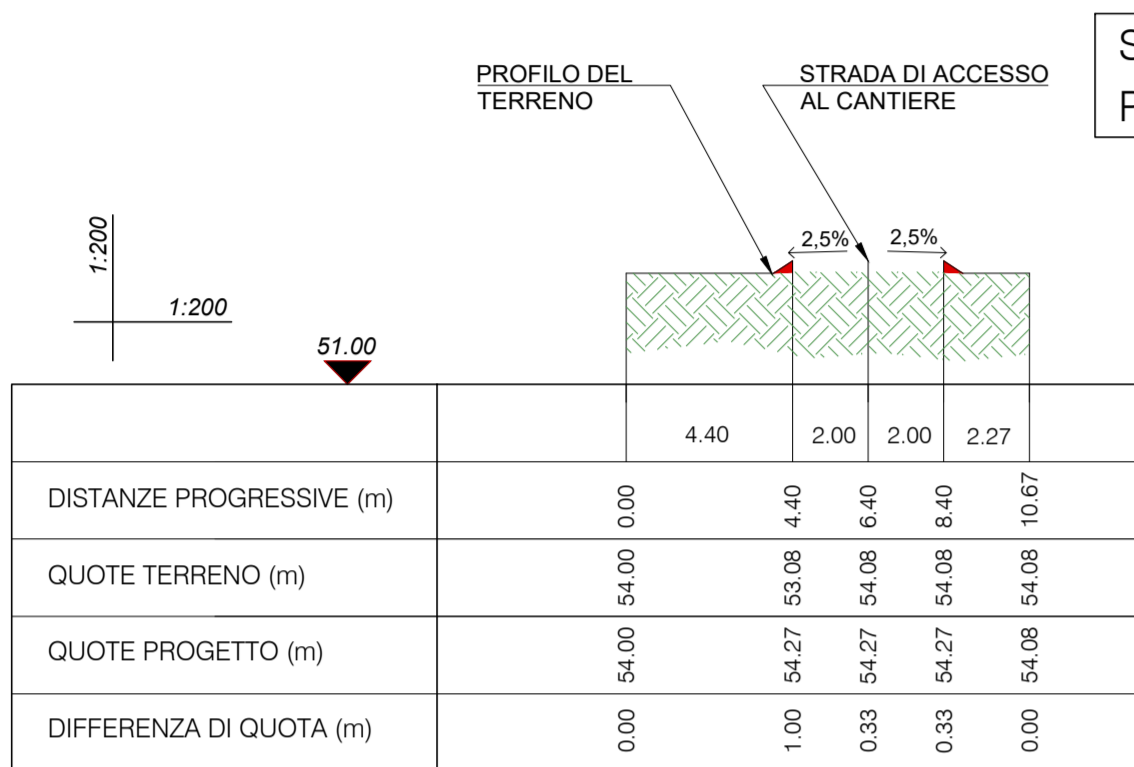 S
P
PROFILO DEL
TERRENO
STRADA DI ACCESSO
AL CANTIERE
1:200
1:200
2,5%
2,5%
51.00
4.40 2.00 2.00 2.27
DISTANZE PROGRESSIVE (m) 0.00 4.40 6.40 8.40 10.67
QUOTE TERRENO (m) 54.00 53.08 54.08 54.08 54.08
QUOTE PROGETTO (m) 54.00 54.27 54.27 54.27 54.08
DIFFERENZA DI QUOTA (m) 0.00 1.00 0.33 0.33 0.00